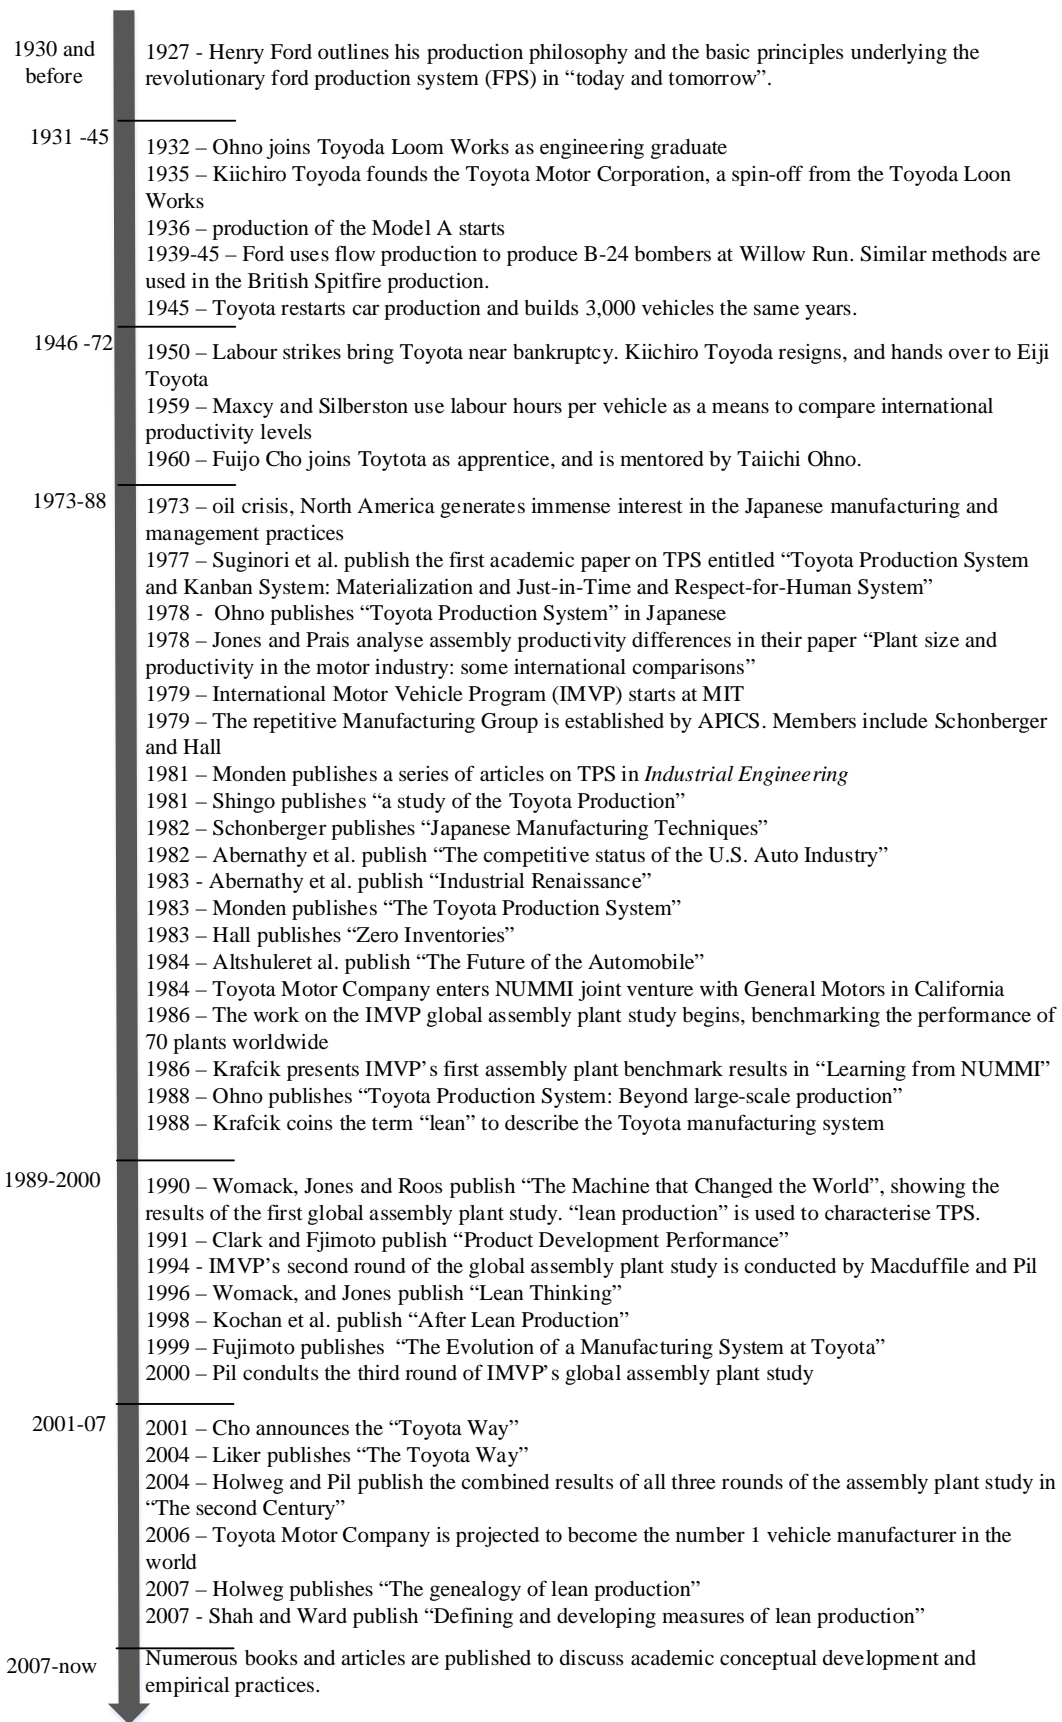 1930 and
before
1927 - Henry Ford outlines his production philosophy and the basic principles underlying the
revolutionary ford production system (FPS) in “today and tomorrow”.
1931 -45
1932 – Ohno joins Toyoda Loom Works as engineering graduate
1935 – Kiichiro Toyoda founds the Toyota Motor Corporation, a spin-off from the Toyoda Loon
Works
1936 – production of the Model A starts
1939-45 – Ford uses flow production to produce B-24 bombers at Willow Run. Similar methods are
used in the British Spitfire production.
1945 – Toyota restarts car production and builds 3,000 vehicles the same years.
1946 -72
1950 – Labour strikes bring Toyota near bankruptcy. Kiichiro Toyoda resigns, and hands over to Eiji
Toyota
1959 – Maxcy and Silberston use labour hours per vehicle as a means to compare international
productivity levels
1960 – Fuijo Cho joins Toytota as apprentice, and is mentored by Taiichi Ohno.
1973-88
1973 – oil crisis, North America generates immense interest in the Japanese manufacturing and
management practices
1977 – Suginori et al. publish the first academic paper on TPS entitled “Toyota Production System
and Kanban System: Materialization and Just-in-Time and Respect-for-Human System”
1978 - Ohno publishes “Toyota Production System” in Japanese
1978 – Jones and Prais analyse assembly productivity differences in their paper “Plant size and
productivity in the motor industry: some international comparisons”
1979 – International Motor Vehicle Program (IMVP) starts at MIT
1979 – The repetitive Manufacturing Group is established by APICS. Members include Schonberger
and Hall
1981 – Monden publishes a series of articles on TPS in Industrial Engineering
1981 – Shingo publishes “a study of the Toyota Production”
1982 – Schonberger publishes “Japanese Manufacturing Techniques”
1982 – Abernathy et al. publish “The competitive status of the U.S. Auto Industry”
1983 - Abernathy et al. publish “Industrial Renaissance”
1983 – Monden publishes “The Toyota Production System”
1983 – Hall publishes “Zero Inventories”
1984 – Altshuleret al. publish “The Future of the Automobile”
1984 – Toyota Motor Company enters NUMMI joint venture with General Motors in California
1986 – The work on the IMVP global assembly plant study begins, benchmarking the performance of
70 plants worldwide
1986 – Krafcik presents IMVP’s first assembly plant benchmark results in “Learning from NUMMI”
1988 – Ohno publishes “Toyota Production System: Beyond large-scale production”
1988 – Krafcik coins the term “lean” to describe the Toyota manufacturing system
1989-2000
1990 – Womack, Jones and Roos publish “The Machine that Changed the World”, showing the
results of the first global assembly plant study. “lean production” is used to characterise TPS.
1991 – Clark and Fjimoto publish “Product Development Performance”
1994 - IMVP’s second round of the global assembly plant study is conducted by Macduffile and Pil
1996 – Womack, and Jones publish “Lean Thinking”
1998 – Kochan et al. publish “After Lean Production”
1999 – Fujimoto publishes “The Evolution of a Manufacturing System at Toyota”
2000 – Pil condults the third round of IMVP’s global assembly plant study
2001-07
2001 – Cho announces the “Toyota Way”
2004 – Liker publishes “The Toyota Way”
2004 – Holweg and Pil publish the combined results of all three rounds of the assembly plant study in
“The second Century”
2006 – Toyota Motor Company is projected to become the number 1 vehicle manufacturer in the
world
2007 – Holweg publishes “The genealogy of lean production”
2007 - Shah and Ward publish “Defining and developing measures of lean production”
2007-now
Numerous books and articles are published to discuss academic conceptual development and
empirical practices.